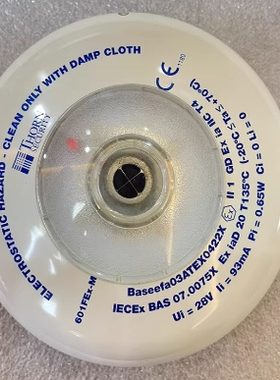 ELECTROSTATIC HAZARD - CLEAN ONLY WITH DAMP CLOTH
THORN
SECURITY
601FEx-M
CE 1180
Baseefa03ATEX0422X Ex II 1 GD Ex ia IIC T4
IECEx BAS 07.0075X Ex iaD 20 T135°C (-20°C ≤Ta≤ +70°C)
Ui = 28V Ii = 93mA Pi = 0.65W Ci = 0 Li = 0